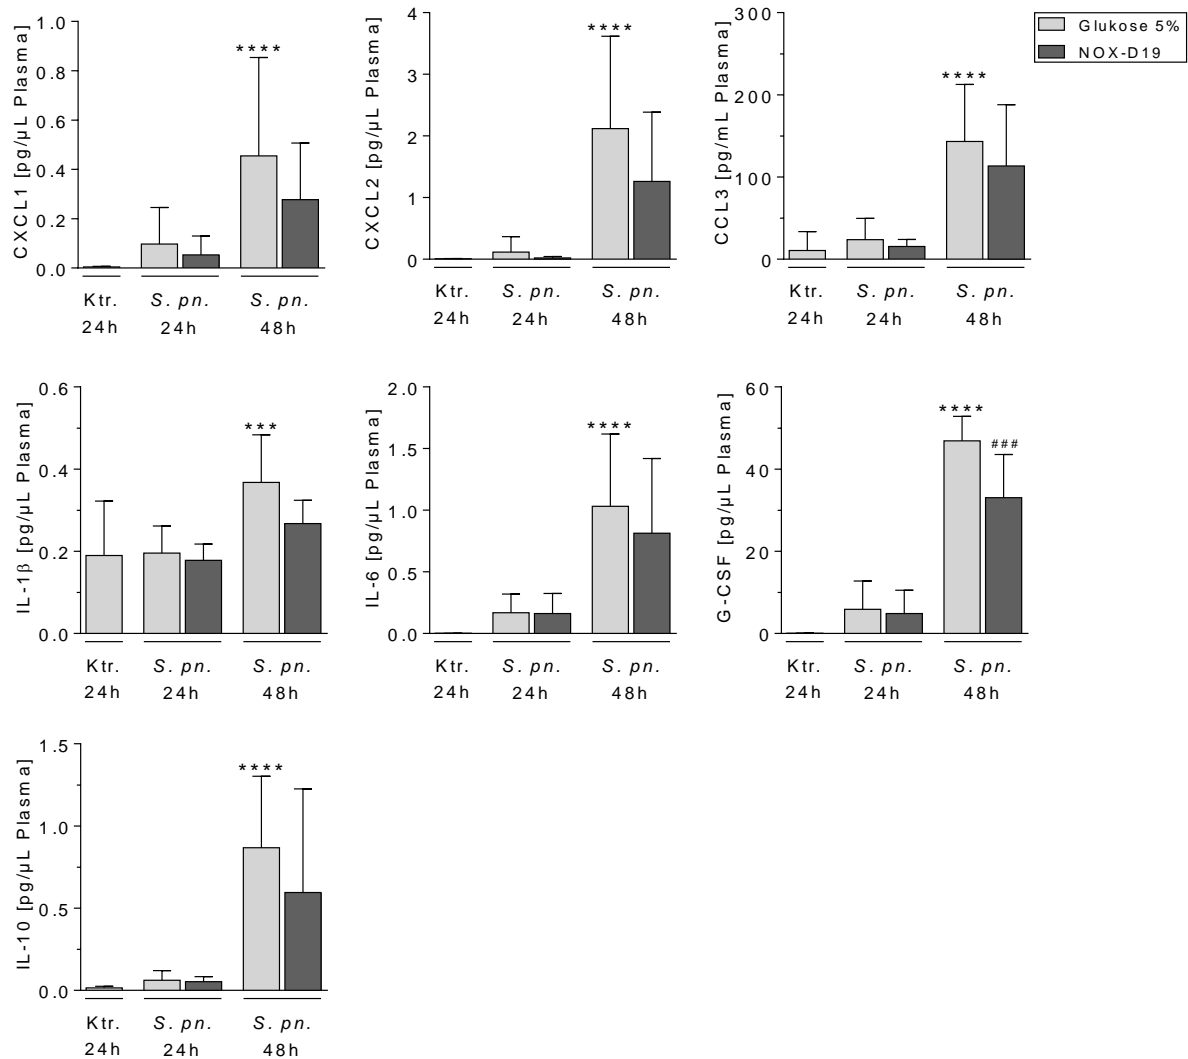 Glukose 5%
NOX-D19
CXCL1 [pg/µL Plasma]
1.0
0.8
0.6
0.4
0.2
0.0
****
Ktr. S. pn. S. pn.
24h 24h 48h
CXCL2 [pg/µL Plasma]
4
3
2
1
0
****
Ktr. S. pn. S. pn.
24h 24h 48h
CCL3 [pg/mL Plasma]
300
200
100
0
****
Ktr. S. pn. S. pn.
24h 24h 48h
IL-1β [pg/µL Plasma]
0.6
0.4
0.2
0.0
***
Ktr. S. pn. S. pn.
24h 24h 48h
IL-6 [pg/µL Plasma]
2.0
1.5
1.0
0.5
0.0
****
Ktr. S. pn. S. pn.
24h 24h 48h
G-CSF [pg/µL Plasma]
60
40
20
0
****
###
Ktr. S. pn. S. pn.
24h 24h 48h
IL-10 [pg/µL Plasma]
1.5
1.0
0.5
0.0
****
Ktr. S. pn. S. pn.
24h 24h 48h